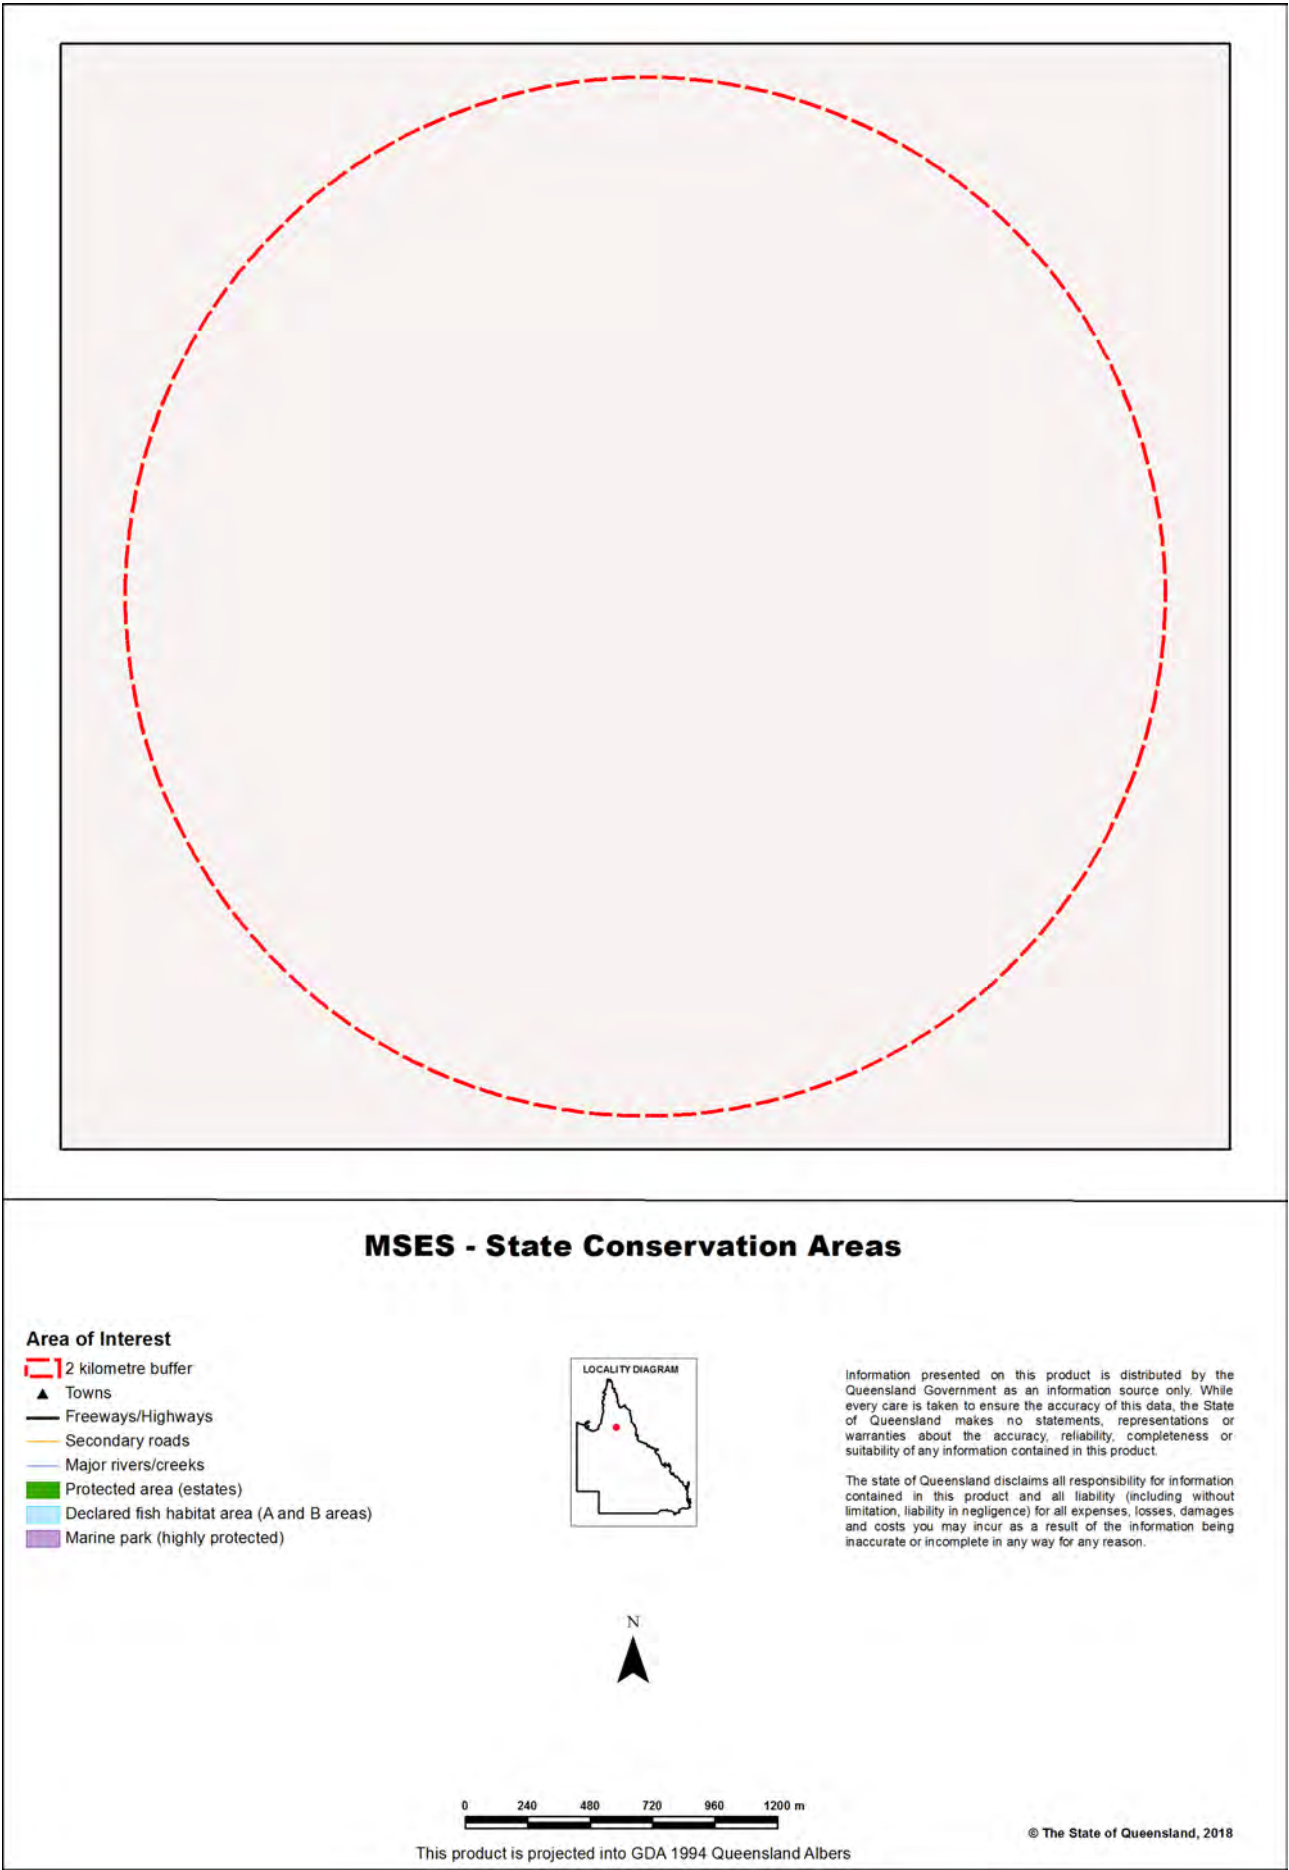 MSES - State Conservation Areas
Area of Interest
2 kilometre buffer
Towns
Freeways/Highways
Secondary roads
Major rivers/creeks
Protected area (estates)
Declared fish habitat area (A and B areas)
Marine park (highly protected)
LOCALITY DIAGRAM
Information presented on this product is distributed by the
Queensland Government as an information source only. While
every care is taken to ensure the accuracy of this data, the State
of Queensland makes no statements, representations or
warranties about the accuracy, reliability, completeness or
suitability of any information contained in this product.
The state of Queensland disclaims all responsibility for information
contained in this product and all liability (including without
limitation, liability in negligence) for all expenses, losses, damages
and costs you may incur as a result of the information being
inaccurate or incomplete in any way for any reason.
N
0 240 480 720 960 1200 m
This product is projected into GDA 1994 Queensland Albers
© The State of Queensland, 2018